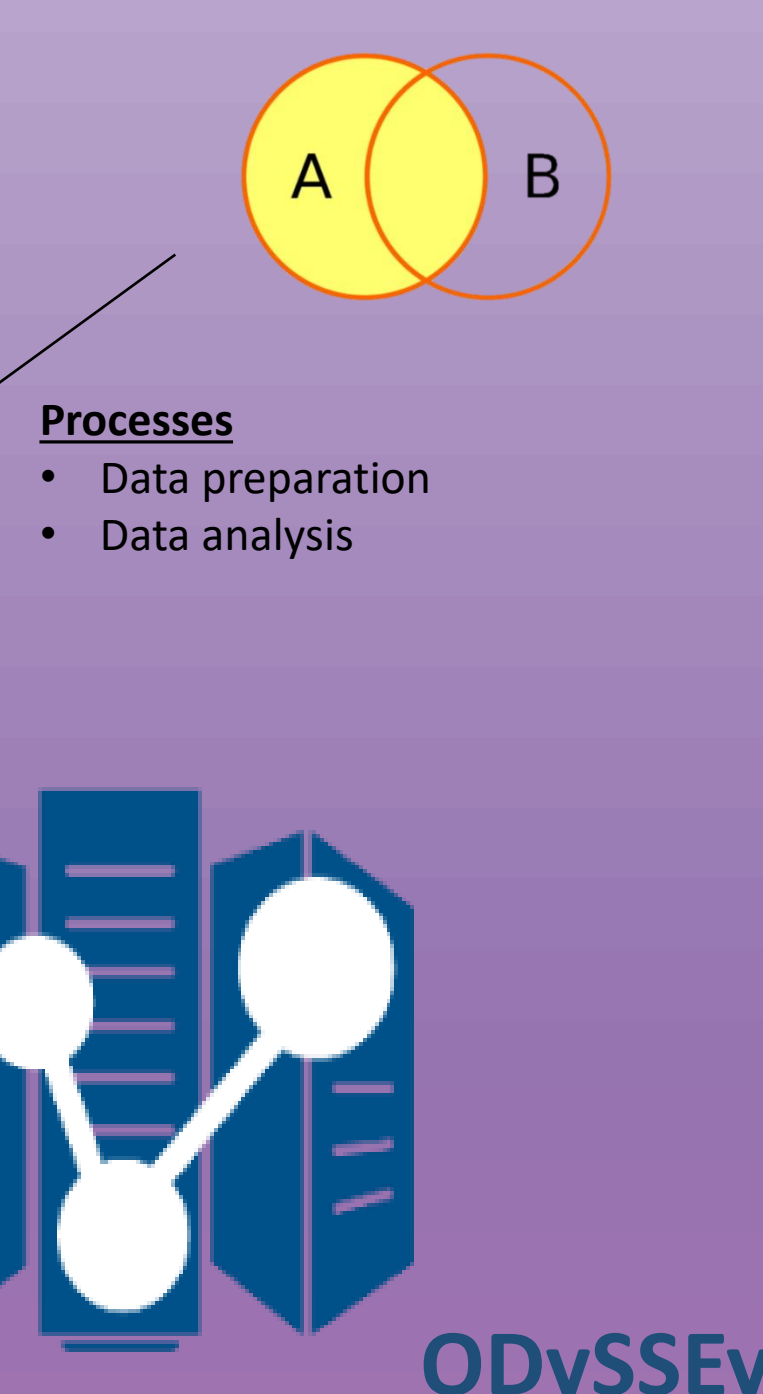 A B
Processes
• Data preparation
• Data analysis
ODySSEy